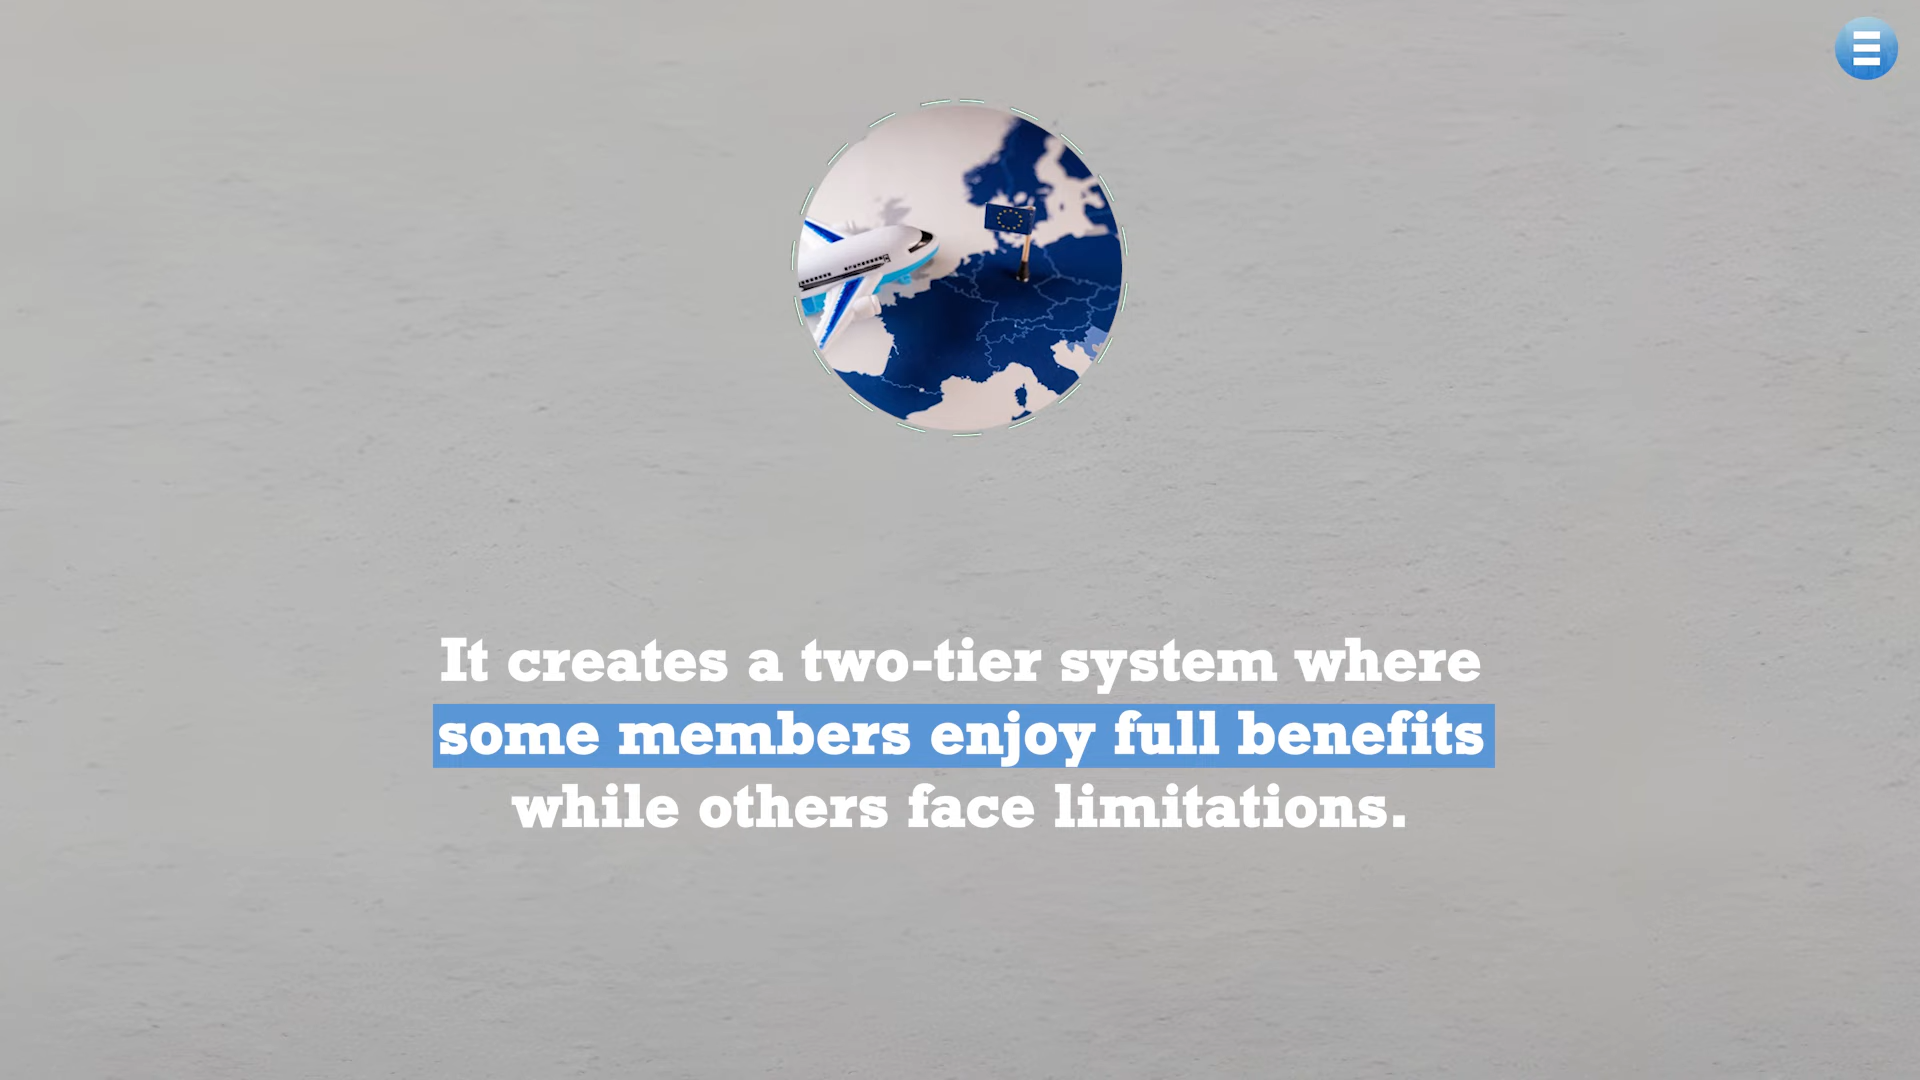 It creates a two-tier system where
some members enjoy full benefits
while others face limitations.